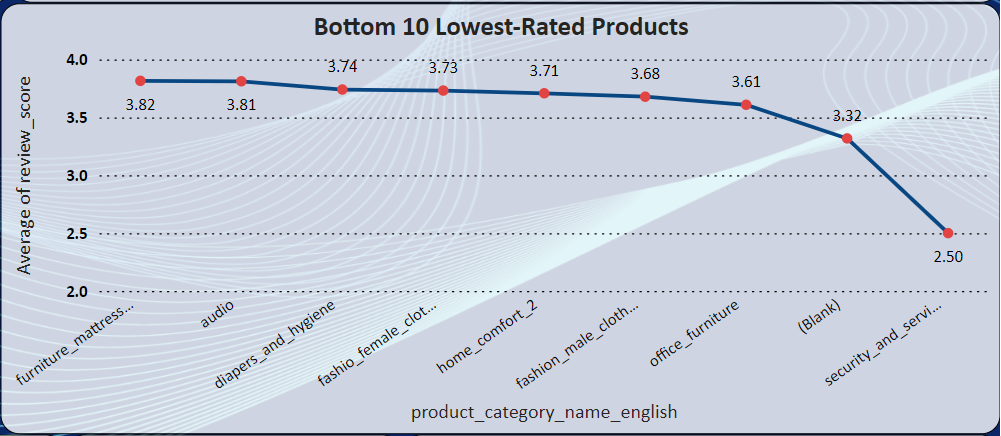 Bottom 10 Lowest-Rated Products
Average of review_score
4.0
3.5
3.0
2.5
2.0
3.82
3.81
3.74
3.73
3.71
3.68
3.61
3.32
2.50
furniture_mattress...
audio
diapers_and_hygiene
fashio_female_clot...
home_comfort_2
fashion_male_cloth...
office_furniture
(Blank)
security_and_servi...
product_category_name_english